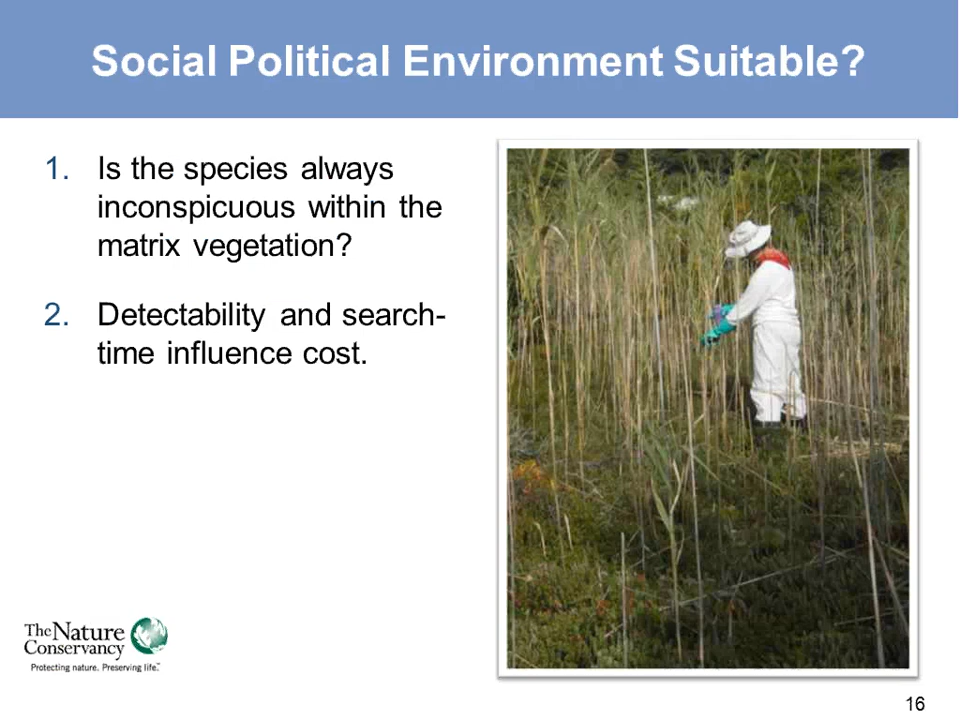 Social Political Environment Suitable?
1. Is the species always
inconspicuous within the
matrix vegetation?
2. Detectability and search-
time influence cost.
The Nature
Conservancy
Protecting nature. Preserving life.™
16